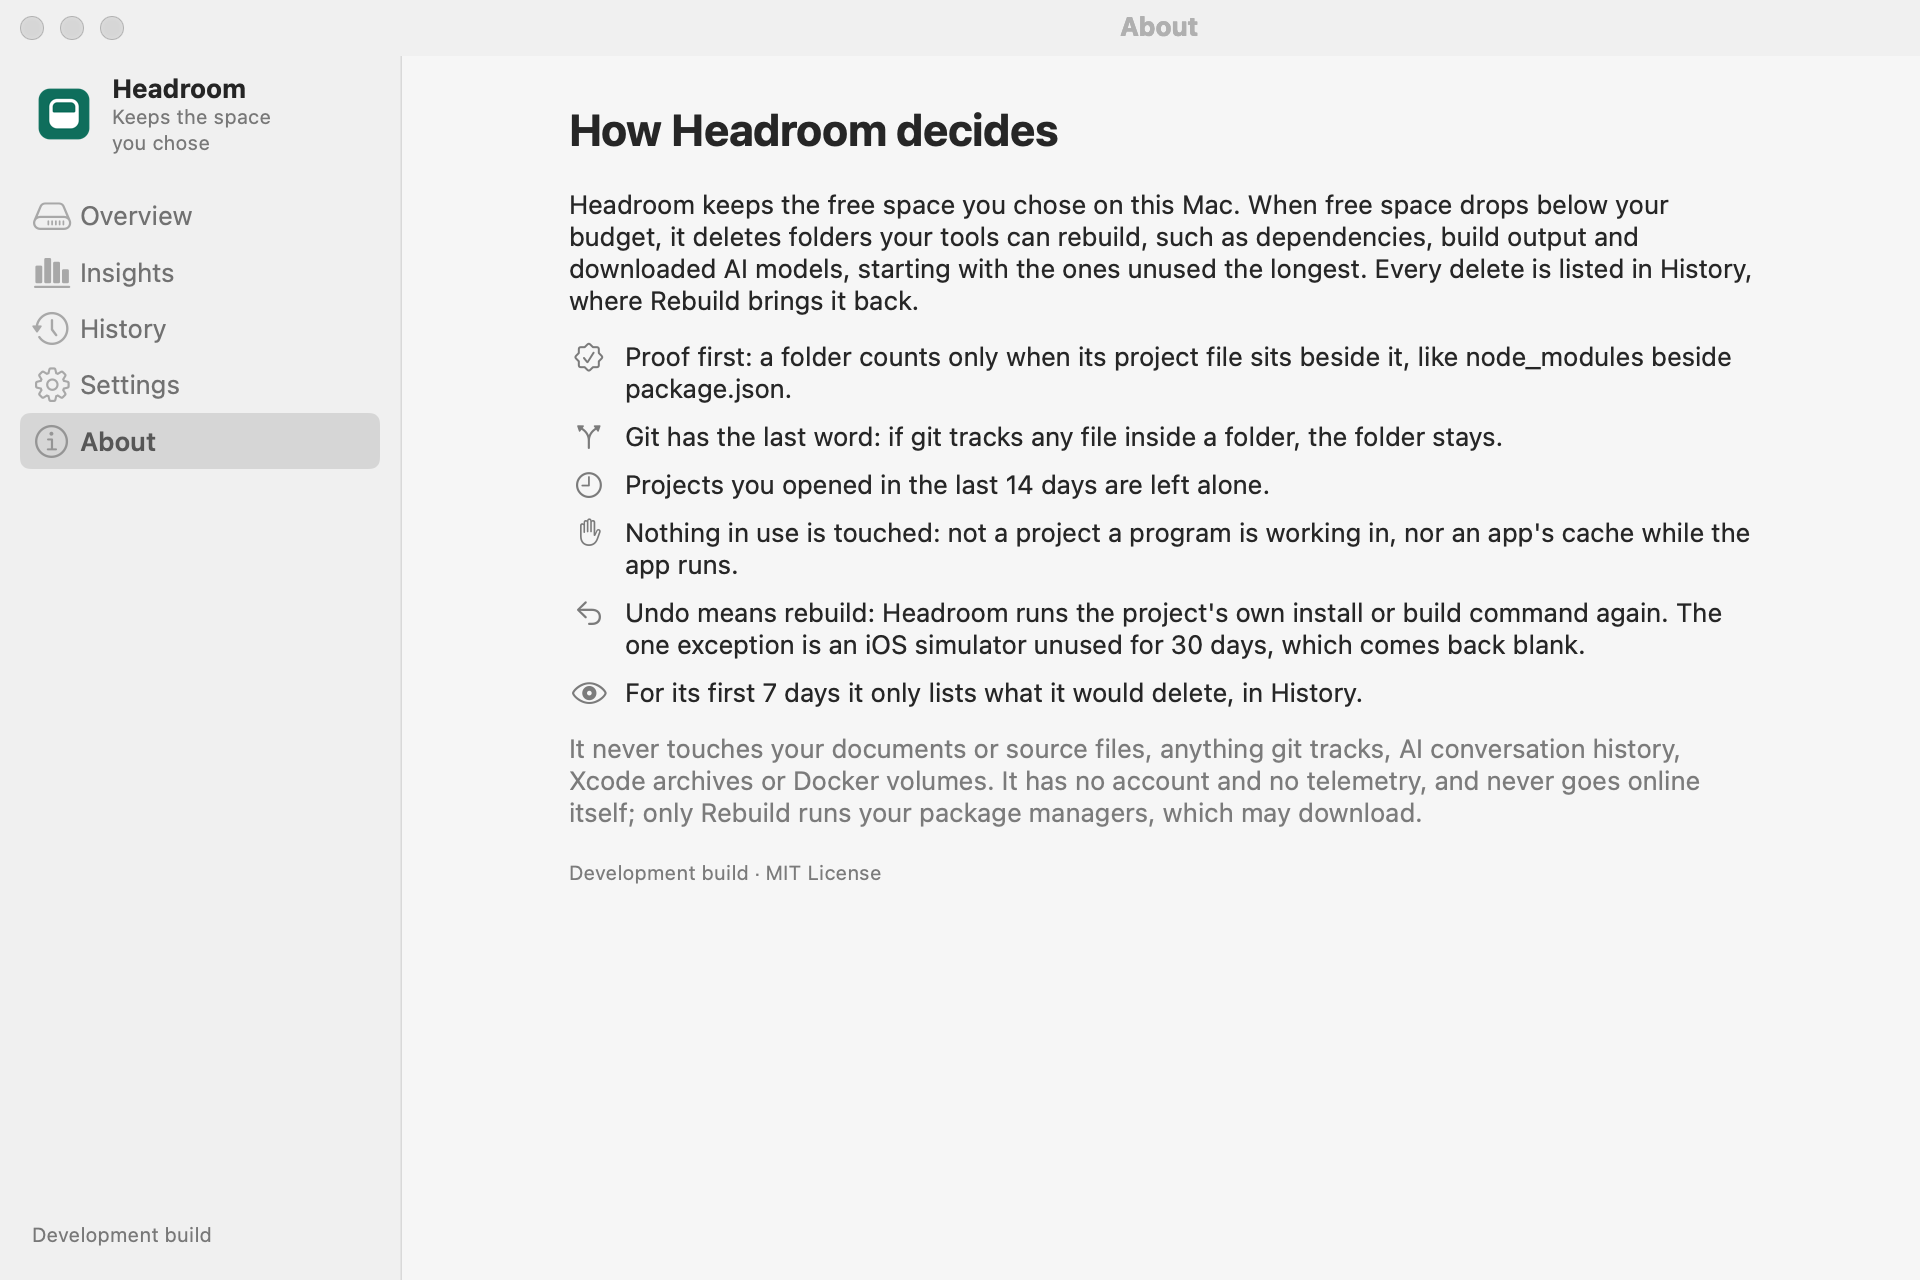 About
Headroom
Keeps the space
you chose
Overview
Insights
History
Settings
About
Development build
How Headroom decides
Headroom keeps the free space you chose on this Mac. When free space drops below your
budget, it deletes folders your tools can rebuild, such as dependencies, build output and
downloaded AI models, starting with the ones unused the longest. Every delete is listed in History,
where Rebuild brings it back.
Proof first: a folder counts only when its project file sits beside it, like node_modules beside
package.json.
Git has the last word: if git tracks any file inside a folder, the folder stays.
Projects you opened in the last 14 days are left alone.
Nothing in use is touched: not a project a program is working in, nor an app's cache while the
app runs.
Undo means rebuild: Headroom runs the project's own install or build command again. The
one exception is an iOS simulator unused for 30 days, which comes back blank.
For its first 7 days it only lists what it would delete, in History.
It never touches your documents or source files, anything git tracks, AI conversation history,
Xcode archives or Docker volumes. It has no account and no telemetry, and never goes online
itself; only Rebuild runs your package managers, which may download.
Development build · MIT License